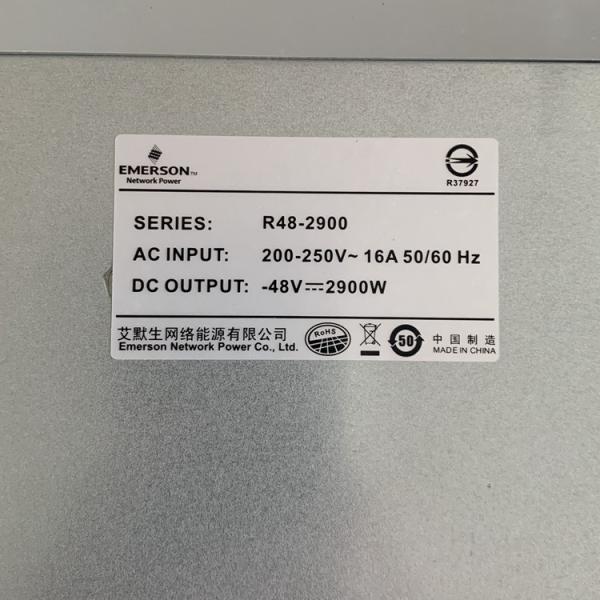 EMERSON™
Network Power
R37927
SERIES: R48-2900
AC INPUT: 200-250V~ 16A 50/60 Hz
DC OUTPUT: -48V⎓2900W
艾默生网络能源有限公司
Emerson Network Power Co., Ltd.
RoHS
50
中国制造
MADE IN CHINA